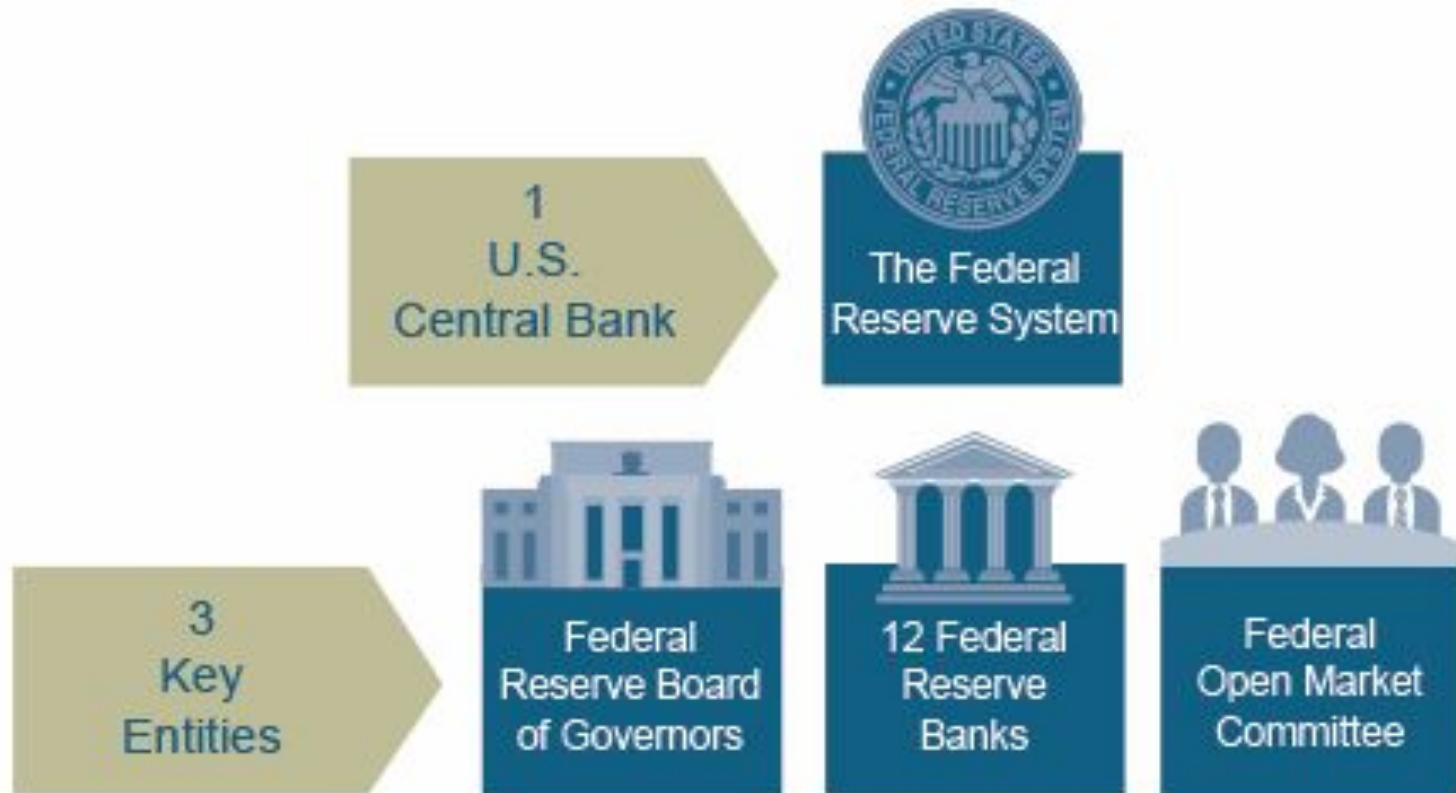 UNITED STATES
FEDERAL RESERVE SYSTEM
1
U.S.
Central Bank
The Federal
Reserve System
3
Key
Entities
Federal
Reserve Board
of Governors
12 Federal
Reserve
Banks
Federal
Open Market
Committee